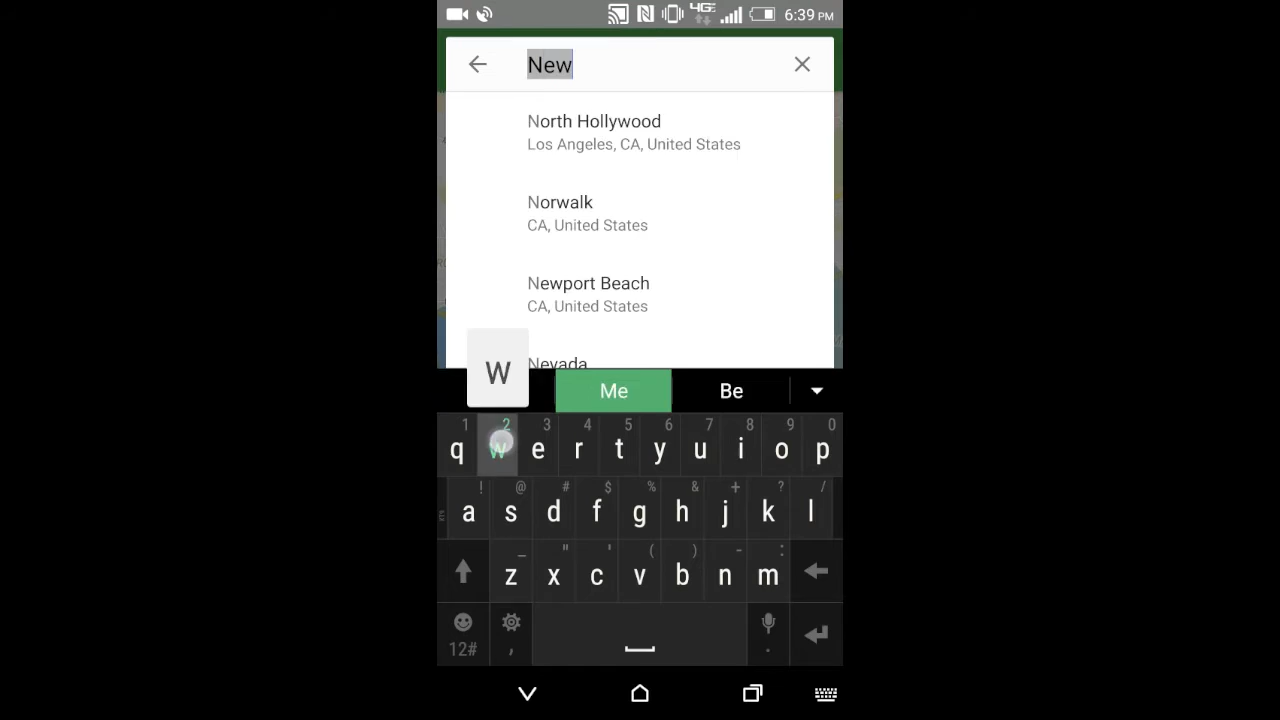 4G 6:39 PM
New
North Hollywood
Los Angeles, CA, United States
Norwalk
CA, United States
Newport Beach
CA, United States
Nevada
W
Me Be
1 2 3 4 5 6 7 8 9 0
q w e r t y u i o p
! @ # $ % & + ? /
a s d f g h j k l
_ " ' ( ) - :
z x c v b n m
12# , .